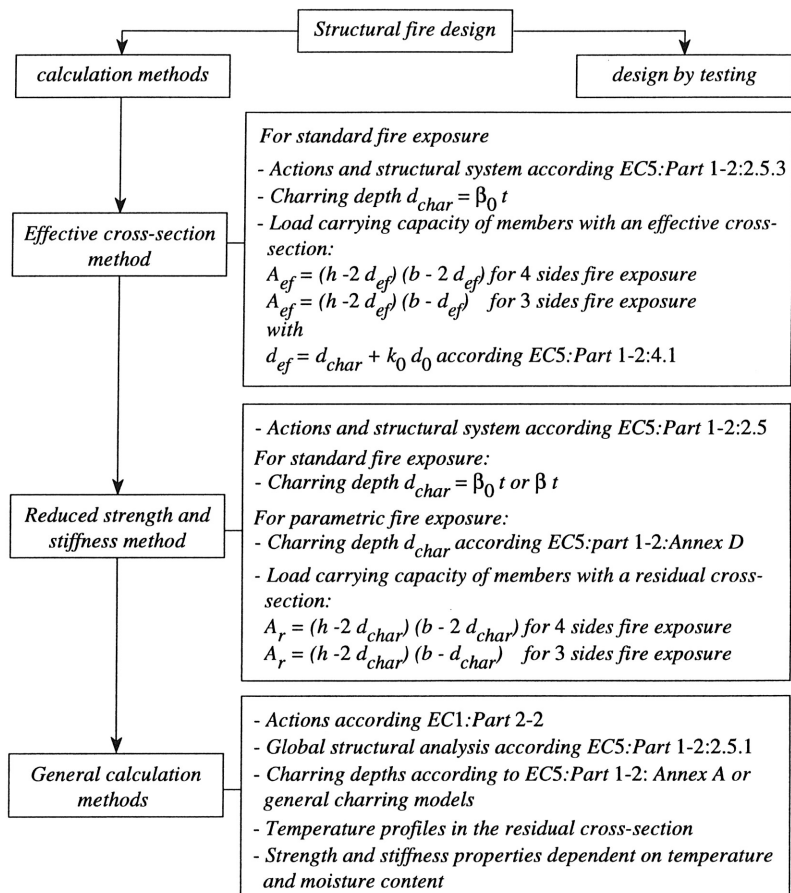 Structural fire design
calculation methods
design by testing
For standard fire exposure
- Actions and structural system according EC5:Part 1-2:2.5.3
- Charring depth d_char = β₀ t
- Load carrying capacity of members with an effective cross-
section:
A_ef = (h -2 d_ef) (b - 2 d_ef) for 4 sides fire exposure
A_ef = (h -2 d_ef) (b - d_ef) for 3 sides fire exposure
with
d_ef = d_char + k₀ d₀ according EC5:Part 1-2:4.1
Effective cross-section
method
- Actions and structural system according EC5:Part 1-2:2.5
For standard fire exposure:
- Charring depth d_char = β₀ t or β t
For parametric fire exposure:
- Charring depth d_char according EC5:part 1-2:Annex D
- Load carrying capacity of members with a residual cross-
section:
A_r = (h -2 d_char) (b - 2 d_char) for 4 sides fire exposure
A_r = (h -2 d_char) (b - d_char) for 3 sides fire exposure
Reduced strength and
stiffness method
- Actions according EC1:Part 2-2
- Global structural analysis according EC5:Part 1-2:2.5.1
- Charring depths according to EC5:Part 1-2: Annex A or
general charring models
- Temperature profiles in the residual cross-section
- Strength and stiffness properties dependent on temperature
and moisture content
General calculation
methods